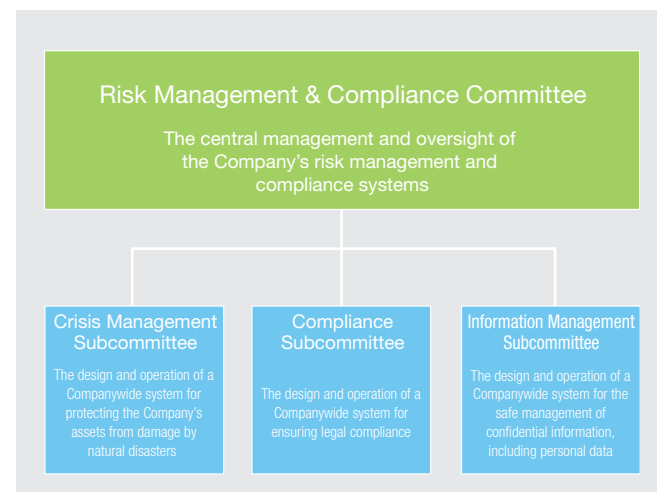 Risk Management & Compliance Committee
The central management and oversight of
the Company's risk management and
compliance systems
Crisis Management
Subcommittee
The design and operation of a
Companywide system for
protecting the Company's
assets from damage by
natural disasters
Compliance
Subcommittee
The design and operation of a
Companywide system for
ensuring legal compliance
Information Management
Subcommittee
The design and operation of a
Companywide system for the
safe management of
confidential information,
including personal data